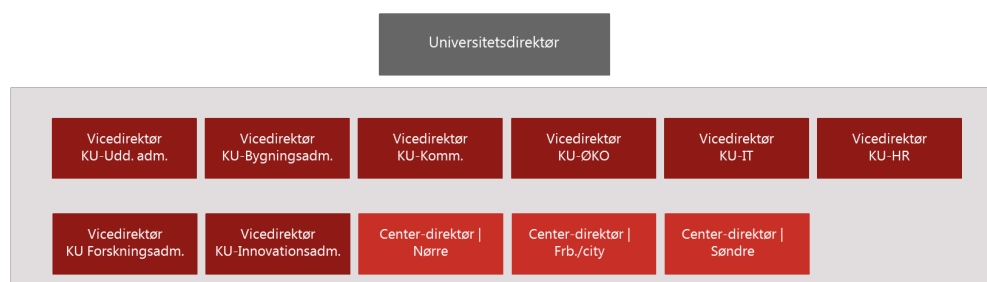 Universitetsdirektør
Vicedirektør
KU-Udd. adm.
Vicedirektør
KU-Bygningsadm.
Vicedirektør
KU-Komm.
Vicedirektør
KU-ØKO
Vicedirektør
KU-IT
Vicedirektør
KU-HR
Vicedirektør
KU Forskningsadm.
Vicedirektør
KU-Innovationsadm.
Center-direktør |
Nørre
Center-direktør |
Frb./city
Center-direktør |
Søndre